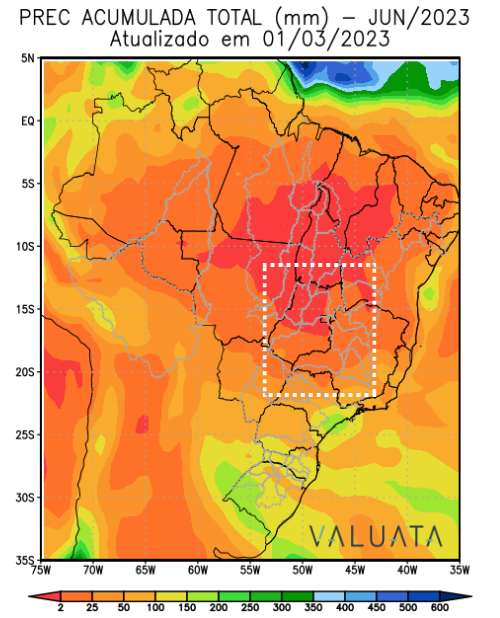 PREC ACUMULADA TOTAL (mm) – JUN/2023
Atualizado em 01/03/2023
5N
EQ
5S
10S
15S
20S
25S
30S
35S
VALUATA
75W 70W 65W 60W 55W 50W 45W 40W 35W
2 25 50 100 150 200 250 300 350 400 450 500 600